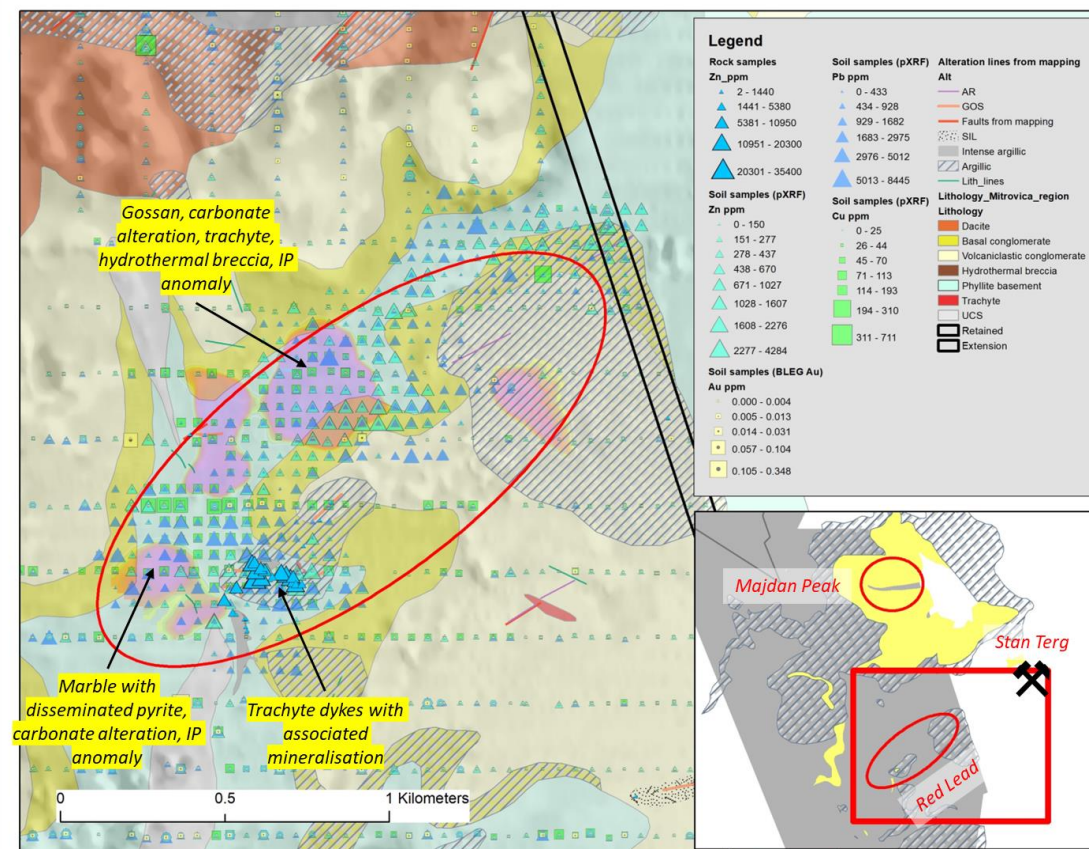 Gossan, carbonate
alteration, trachyte,
hydrothermal breccia, IP
anomaly
Marble with
disseminated pyrite,
carbonate alteration, IP
anomaly
Trachyte dykes with
associated
mineralisation
0 0.5 1 Kilometers
Legend
Rock samples
Zn_ppm
2 - 1440
1441 - 5380
5381 - 10950
10951 - 20300
20301 - 35400
Soil samples (pXRF)
Zn ppm
0 - 150
151 - 277
278 - 437
438 - 670
671 - 1027
1028 - 1607
1608 - 2276
2277 - 4284
Soil samples (BLEG Au)
Au ppm
0.000 - 0.004
0.005 - 0.013
0.014 - 0.031
0.057 - 0.104
0.105 - 0.348
Soil samples (pXRF)
Pb ppm
0 - 433
434 - 928
929 - 1682
1683 - 2975
2976 - 5012
5013 - 8445
Soil samples (pXRF)
Cu ppm
0 - 25
26 - 44
45 - 70
71 - 113
114 - 193
194 - 310
311 - 711
Alteration lines from mapping
Alt
AR
GOS
Faults from mapping
SIL
Intense argillic
Argillic
Lith_lines
Lithology_Mitrovica_region
Lithology
Dacite
Basal conglomerate
Volcaniclastic conglomerate
Hydrothermal breccia
Phyllite basement
Trachyte
UCS
Retained
Extension
Majdan Peak
Stan Terg
Red Lead